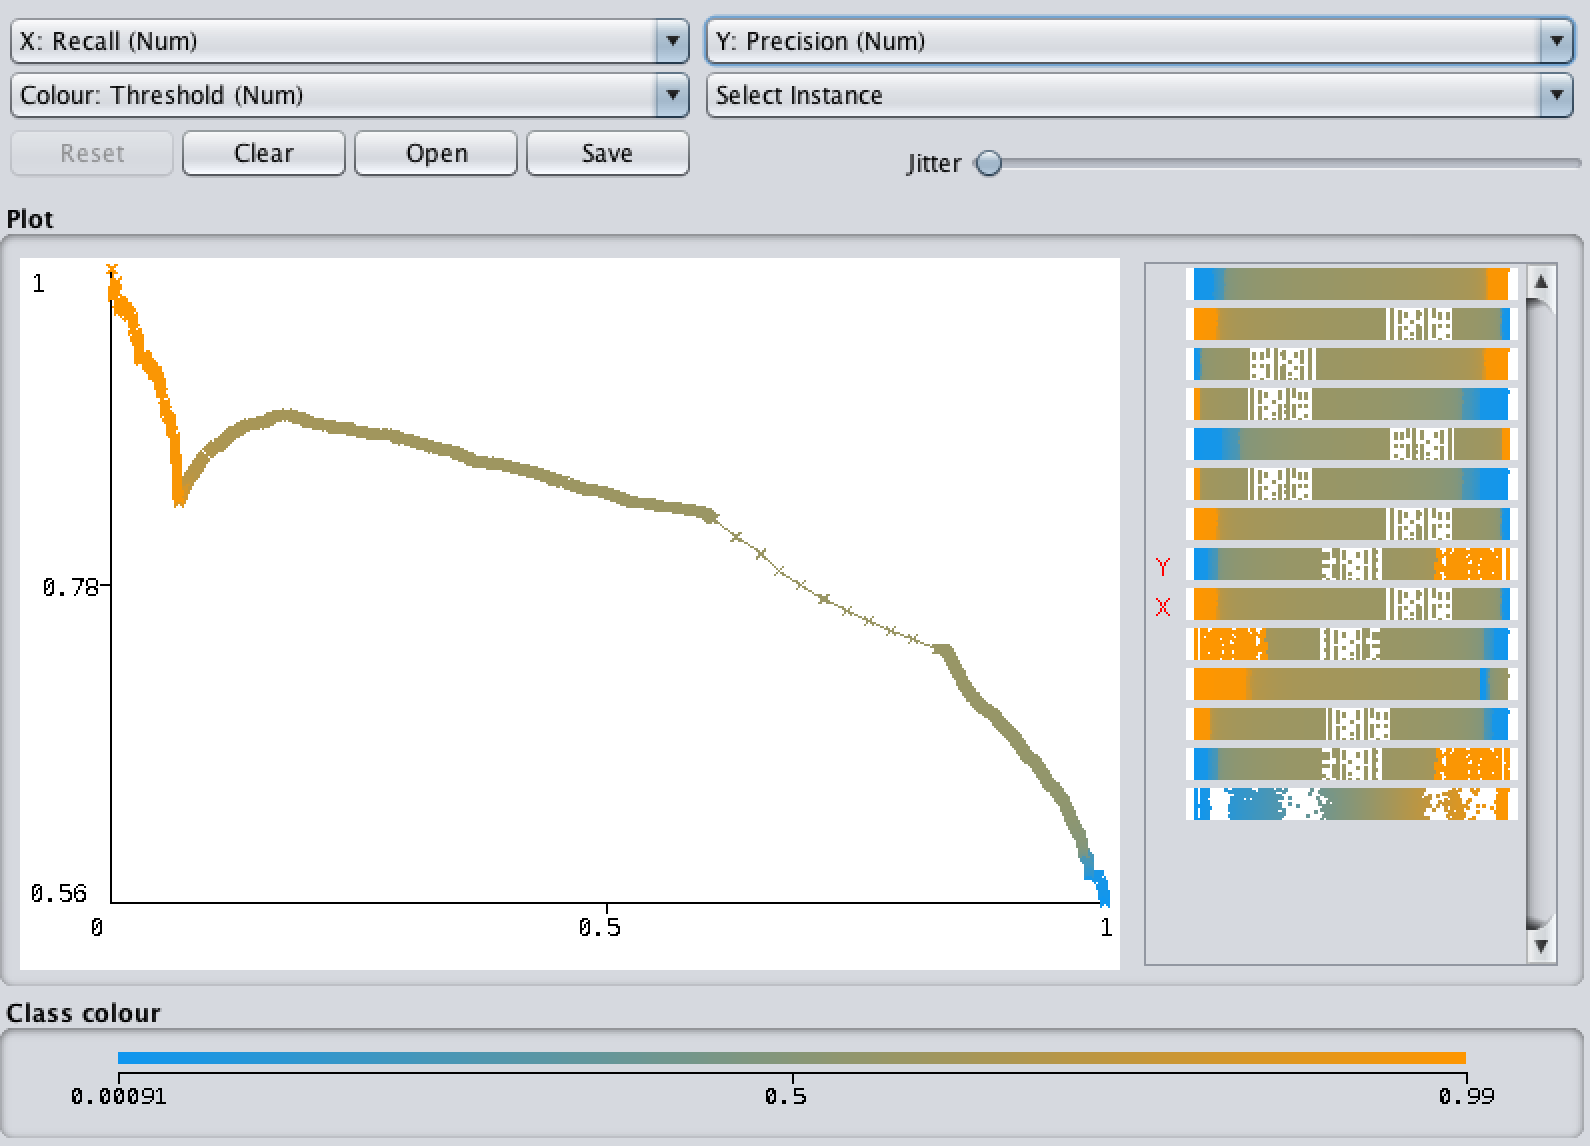 X: Recall (Num)
Y: Precision (Num)
Colour: Threshold (Num)
Select Instance
Reset
Clear
Open
Save
Jitter
Plot
1
0.78
0.56
0
0.5
1
Y
X
Class colour
0.00091
0.5
0.99